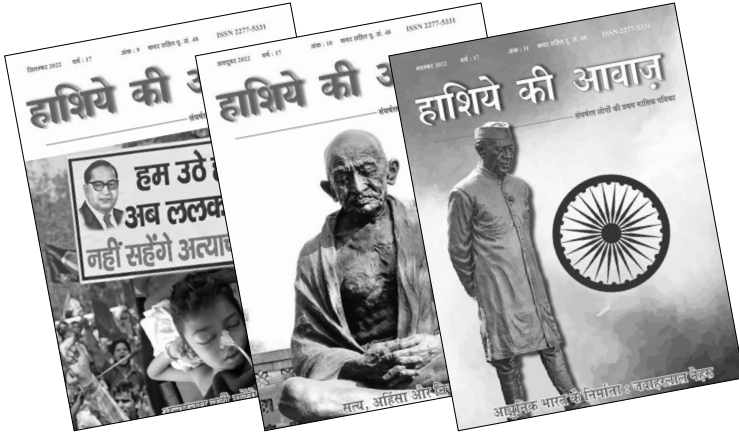 सितम्बर 2022 वर्ष : 17 अंक : 9 कवर सहित पृ. सं. 48 ISSN 2277-5331
हाशिये की
संघर्षरत
हम उठे
अब ललक
नहीं सहेंगे अत्याच
अक्टूबर 2022 वर्ष : 17 अंक : 10 कवर सहित पृ. सं. 48 ISSN 2277-5331
हाशिये की आ
सत्य, अहिंसा और
नवम्बर 2022 वर्ष : 17 अंक : 11 कवर सहित पृ. सं. 48 ISSN 2277-5331
हाशिये की आवाज़
संघर्षरत लोगों की प्रथम मासिक पत्रिका
आधुनिक भारत के निर्माता : जवाहरलाल नेहरू